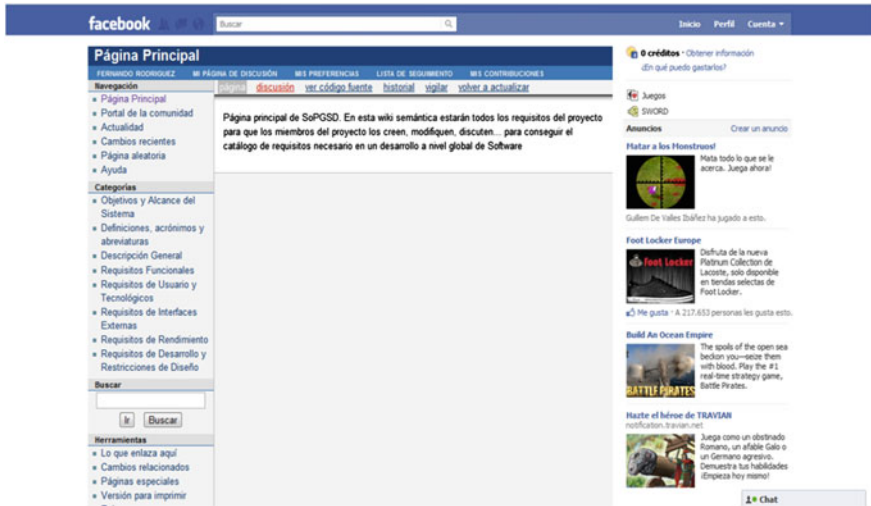 facebook
Buscar
Inicio Perfil Cuenta
Página Principal
FERNANDO RODRIGUEZ MI PÁGINA DE DISCUSIÓN MIS PREFERENCIAS LISTA DE SEGUIMIENTO MIS CONTRIBUCIONES
Navegación
Página Principal
Portal de la comunidad
Actualidad
Cambios recientes
Página aleatoria
Ayuda
Categorías
Objetivos y Alcance del
Sistema
Definiciones, acrónimos y
abreviaturas
Descripción General
Requisitos Funcionales
Requisitos de Usuario y
Tecnológicos
Requisitos de Interfaces
Externas
Requisitos de Rendimiento
Requisitos de Desarrollo y
Restricciones de Diseño
Buscar
Ir Buscar
Herramientas
Lo que enlaza aquí
Cambios relacionados
Páginas especiales
Versión para imprimir
página discusión ver código fuente historial vigilar volver a actualizar
Página principal de SoPGSD. En esta wiki semántica estarán todos los requisitos del proyecto
para que los miembros del proyecto los creen, modifiquen, discuten... para conseguir el
catálogo de requisitos necesario en un desarrollo a nivel global de Software
0 créditos · Obtener información
¿En qué puedo gastarlos?
Juegos
SWORD
Anuncios Crear un anuncio
Matar a los Monstruos!
Mata todo lo que se le
acerca. Juega ahora!
Guillem De Valles Ibáñez ha jugado a esto.
Foot Locker Europe
Foot Locker
Disfruta de la nueva
Platinum Collection de
Lacoste, solo disponible
en tiendas selectas de
Foot Locker.
Me gusta · A 217.653 personas les gusta esto.
Build An Ocean Empire
BATTLE PIRATES
The spoils of the open sea
beckon you—seize them
with blood. Play the #1
real-time strategy game,
Battle Pirates.
Hazte el héroe de TRAVIAN
notification.travian.net
Juega como un obstinado
Romano, un afable Galo o
un Germano agresivo.
Demuestra tus habilidades
¡Empieza hoy mismo!
Chat